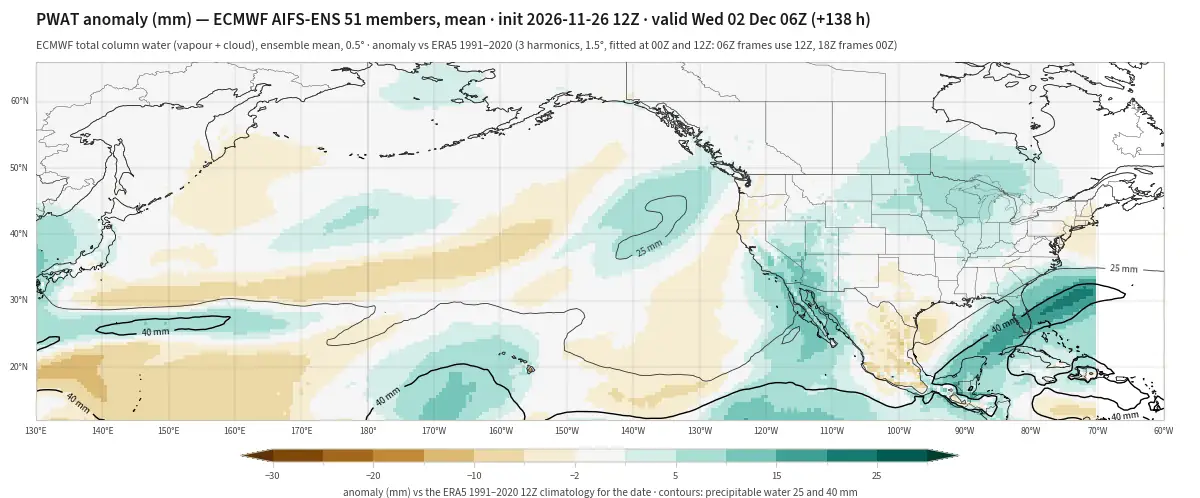 PWAT anomaly (mm) — ECMWF AIFS-ENS 51 members, mean · init 2026-11-26 12Z · valid Wed 02 Dec 06Z (+138 h)
ECMWF total column water (vapour + cloud), ensemble mean, 0.5° · anomaly vs ERA5 1991–2020 (3 harmonics, 1.5°, fitted at 00Z and 12Z: 06Z frames use 12Z, 18Z frames 00Z)
60°N
50°N
40°N
30°N
20°N
25 mm
25 mm
40 mm
40 mm
40 mm
40 mm
40 mm
130°E 140°E 150°E 160°E 170°E 180° 170°W 160°W 150°W 140°W 130°W 120°W 110°W 100°W 90°W 80°W 70°W 60°W
−30 −20 −10 −2 5 15 25
anomaly (mm) vs the ERA5 1991–2020 12Z climatology for the date · contours: precipitable water 25 and 40 mm